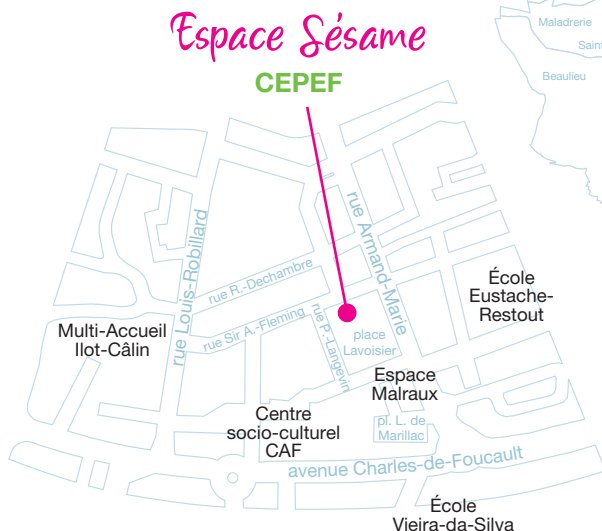 Espace Sésame
CEPEF
Maladrerie
Beaulieu
rue Louis-Robillard
rue R.-Dechambre
rue Sir A.-Fleming
rue P.-Langevin
rue Armand-Marie
place
Lavoisier
École
Eustache-
Restout
Multi-Accueil
Ilot-Câlin
Espace
Malraux
pl. L. de
Marillac
Centre
socio-culturel
CAF
avenue Charles-de-Foucault
École
Vieira-da-Silva